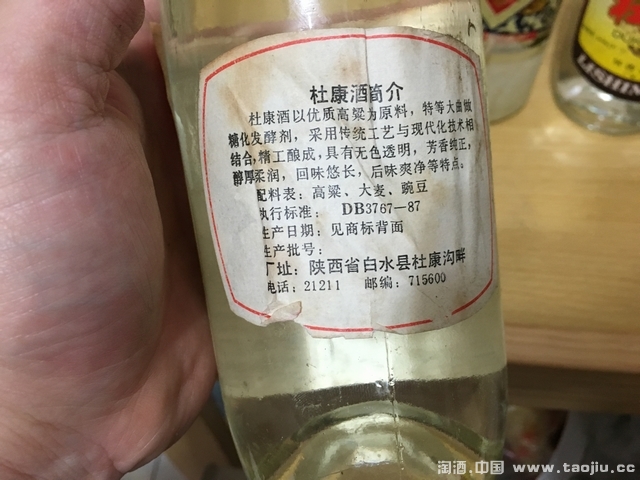 杜康酒简介
杜康酒以优质高粱为原料，特等大曲做
糖化发酵剂，采用传统工艺与现代化技术相
结合，精工酿成，具有无色透明，芳香纯正，
醇厚柔润，回味悠长，后味爽净等特点。
配料表：高粱、大麦、豌豆
执行标准： DB3767—87
生产日期：见商标背面
生产批号：
厂址：陕西省白水县杜康沟畔
电话：21211 邮编：715600
淘酒.中国 www.taojiu.cc